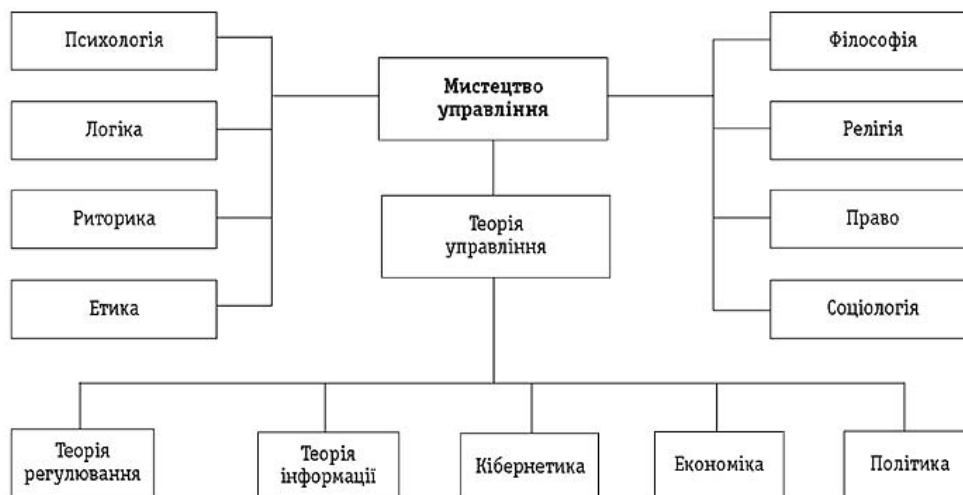 Психологія
Філософія
Мистецтво
управління
Логіка
Релігія
Риторика
Теорія
управління
Право
Етика
Соціологія
Теорія
регулювання
Теорія
інформації
Кібернетика
Економіка
Політика